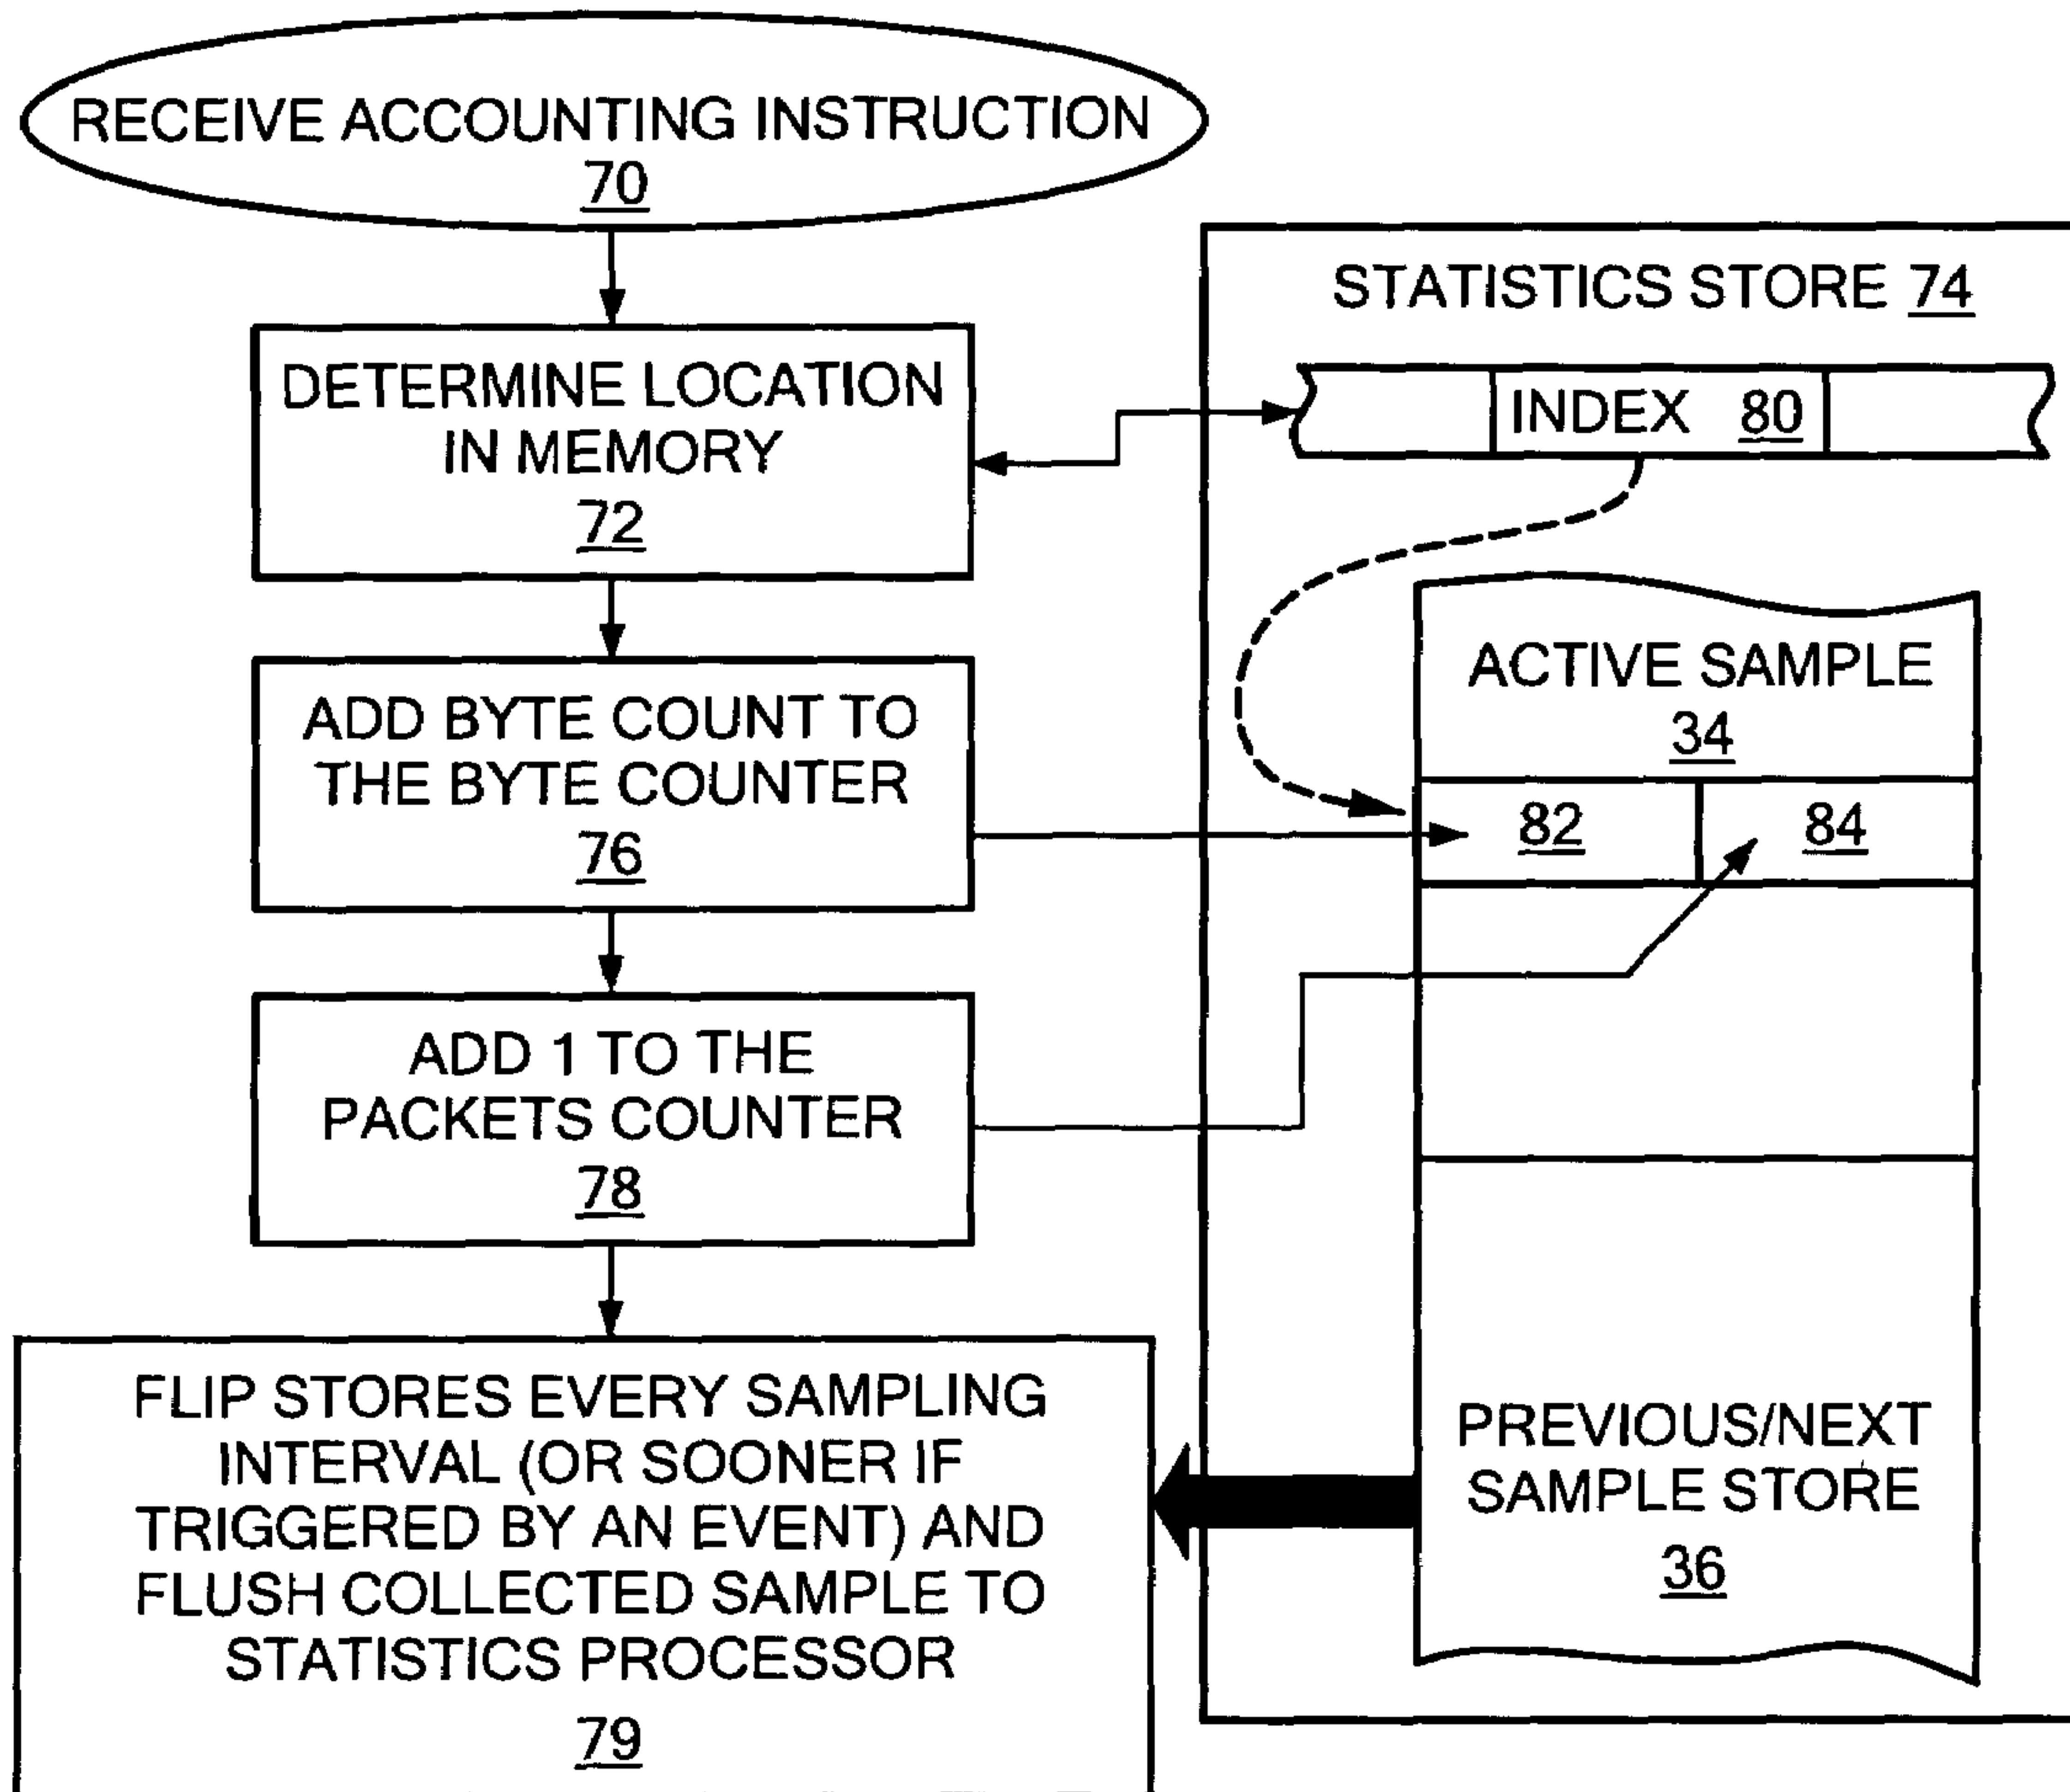 RECEIVE ACCOUNTING INSTRUCTION
70
DETERMINE LOCATION
IN MEMORY
72
ADD BYTE COUNT TO
THE BYTE COUNTER
76
ADD 1 TO THE
PACKETS COUNTER
78
FLIP STORES EVERY SAMPLING
INTERVAL (OR SOONER IF
TRIGGERED BY AN EVENT) AND
FLUSH COLLECTED SAMPLE TO
STATISTICS PROCESSOR
79
STATISTICS STORE 74
INDEX 80
ACTIVE SAMPLE
34
82 84
PREVIOUS/NEXT
SAMPLE STORE
36